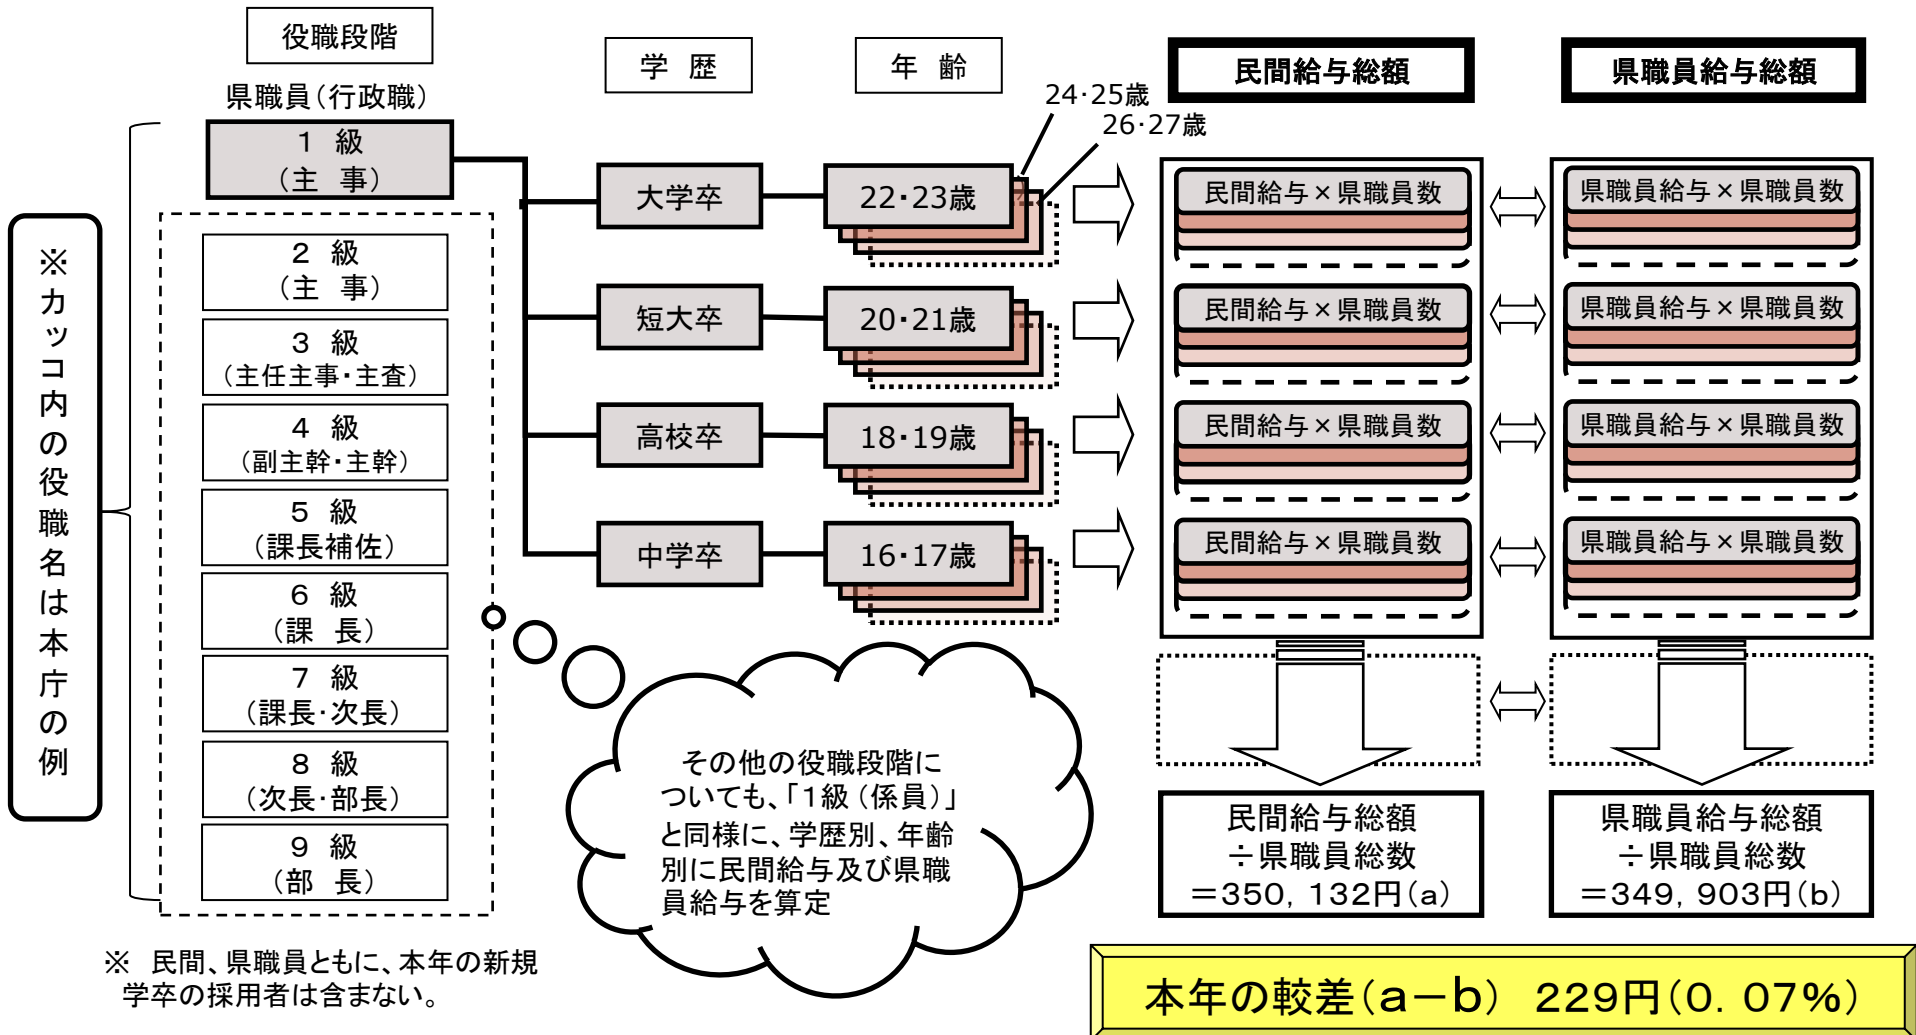 役職段階
学　歴
年　齢
民間給与総額
県職員給与総額
県職員（行政職）
24・25歳
26・27歳
１　級
（主　事）
２　級
（主　事）
３　級
（主任主事・主査）
４　級
（副主幹・主幹）
５　級
（課長補佐）
６　級
（課　長）
７　級
（課長・次長）
８　級
（次長・部長）
９　級
（部　長）
※カッコ内の役職名は本庁の例
大学卒
22・23歳
民間給与×県職員数
県職員給与×県職員数
短大卒
20・21歳
民間給与×県職員数
県職員給与×県職員数
高校卒
18・19歳
民間給与×県職員数
県職員給与×県職員数
中学卒
16・17歳
民間給与×県職員数
県職員給与×県職員数
その他の役職段階に
ついても、「１級（係員）」
と同様に、学歴別、年齢
別に民間給与及び県職
員給与を算定
民間給与総額
÷県職員総数
＝350，132円（a）
県職員給与総額
÷県職員総数
＝349，903円（b）
※　民間、県職員ともに、本年の新規
学卒の採用者は含まない。
本年の較差（a－b）　229円（0．07％）